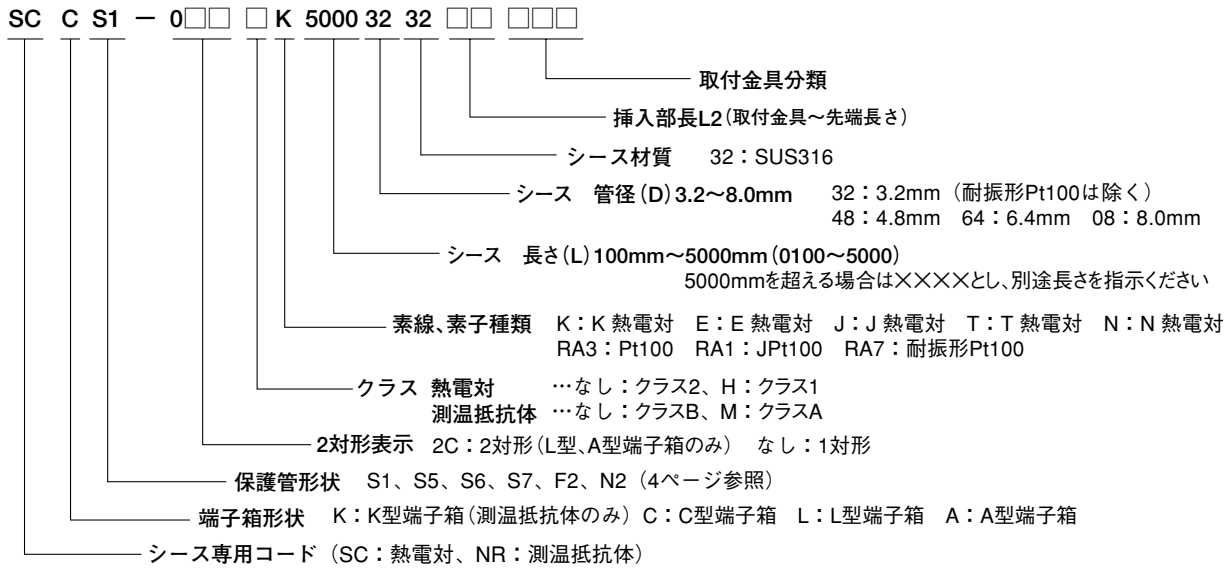 SC C S1 － 0□□ □ K 5000 32 32 □□ □□□
取付金具分類
挿入部長L2（取付金具～先端長さ）
シース材質 32：SUS316
シース 管径（D）3.2～8.0mm 32：3.2mm（耐振形Pt100は除く）
48：4.8mm 64：6.4mm 08：8.0mm
シース 長さ（L）100mm～5000mm（0100～5000）
5000mmを超える場合は××××とし、別途長さを指示ください
素線、素子種類 K：K 熱電対 E：E 熱電対 J：J 熱電対 T：T 熱電対 N：N 熱電対
RA3：Pt100 RA1：JPt100 RA7：耐振形Pt100
クラス 熱電対 …なし：クラス2、H：クラス1
測温抵抗体 …なし：クラスB、M：クラスA
2対形表示 2C：2対形（L型、A型端子箱のみ） なし：1対形
保護管形状 S1、S5、S6、S7、F2、N2（4ページ参照）
端子箱形状 K：K型端子箱（測温抵抗体のみ） C：C型端子箱 L：L型端子箱 A：A型端子箱
シース専用コード（SC：熱電対、NR：測温抵抗体）